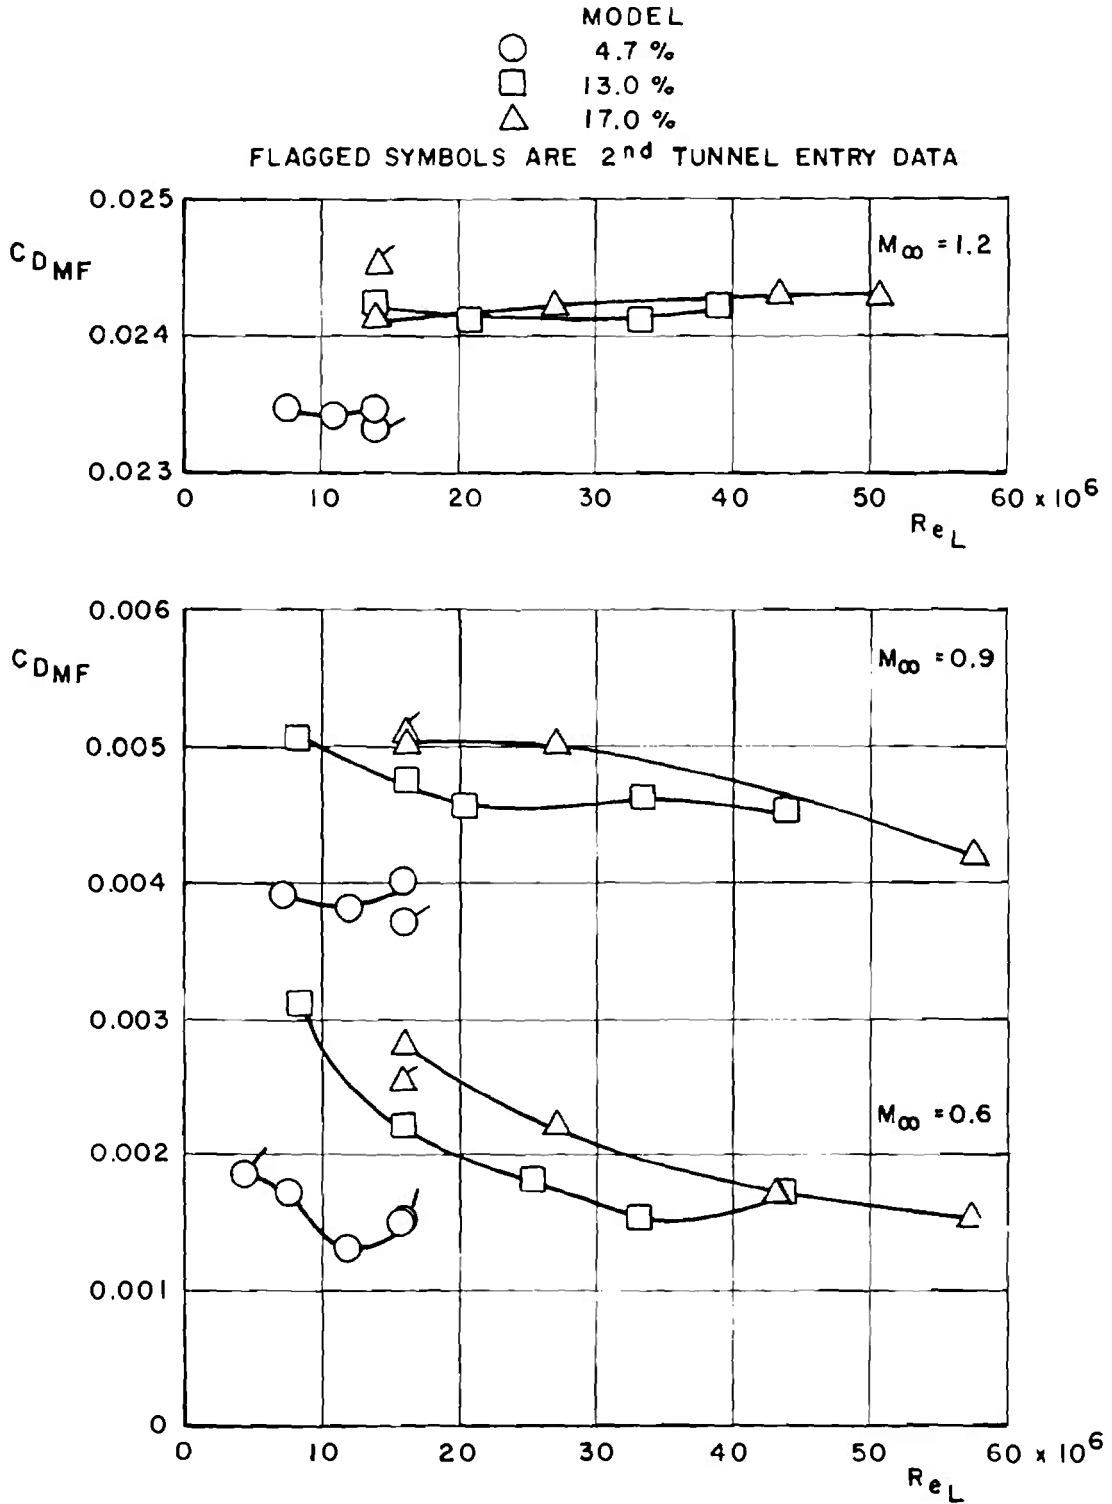 MODEL
4.7 %
13.0 %
17.0 %
FLAGGED SYMBOLS ARE 2nd TUNNEL ENTRY DATA
0.025
CDMF
M∞ = 1.2
0.024
0.023
0 10 20 30 40 50 60 x 10^6
ReL
0.006
CDMF
M∞ = 0.9
0.005
0.004
0.003
M∞ = 0.6
0.002
0.001
0
0 10 20 30 40 50 60 x 10^6
ReL